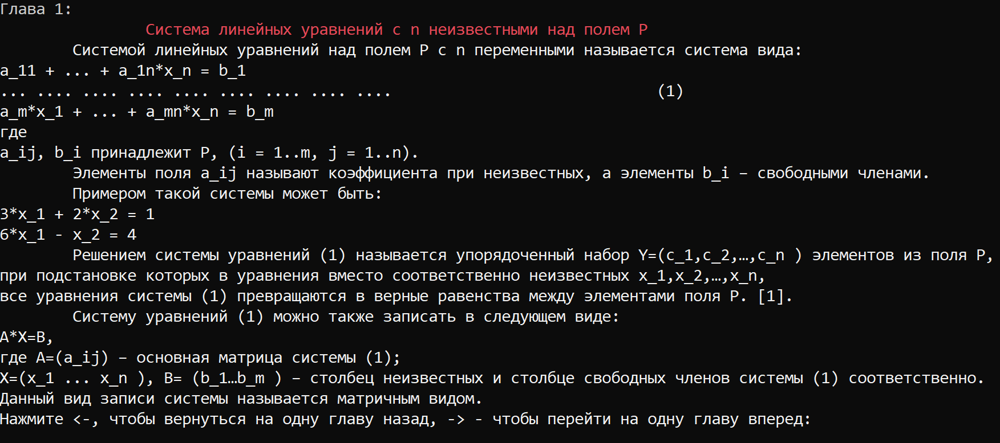 Глава 1:
Система линейных уравнений с n неизвестными над полем P
Системой линейных уравнений над полем P с n переменными называется система вида:
a_11 + ... + a_1n*x_n = b_1
... .... .... .... .... .... .... .... .... (1)
a_m*x_1 + ... + a_mn*x_n = b_m
где
a_ij, b_i принадлежит P, (i = 1..m, j = 1..n).
Элементы поля a_ij называют коэффициента при неизвестных, а элементы b_i – свободными членами.
Примером такой системы может быть:
3*x_1 + 2*x_2 = 1
6*x_1 - x_2 = 4
Решением системы уравнений (1) называется упорядоченный набор Y=(c_1,c_2,…,c_n ) элементов из поля P,
при подстановке которых в уравнения вместо соответственно неизвестных x_1,x_2,…,x_n,
все уравнения системы (1) превращаются в верные равенства между элементами поля P. [1].
Систему уравнений (1) можно также записать в следующем виде:
A*X=B,
где A=(a_ij) – основная матрица системы (1);
X=(x_1 ... x_n ), B= (b_1…b_m ) – столбец неизвестных и столбце свободных членов системы (1) соответственно.
Данный вид записи системы называется матричным видом.
Нажмите <-, чтобы вернуться на одну главу назад, -> - чтобы перейти на одну главу вперед: